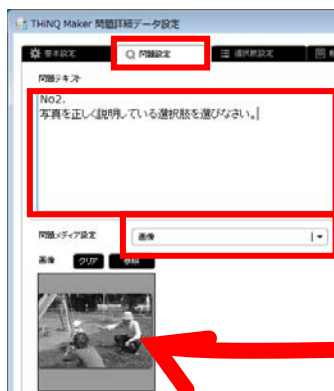 THiNQ Maker 問題詳細データ設定
基本設定 問題設定 選択肢設定
問題テキスト
No2.
写真を正しく説明している選択肢を選びなさい。
問題メディア設定 画像
画像 クリア 参照